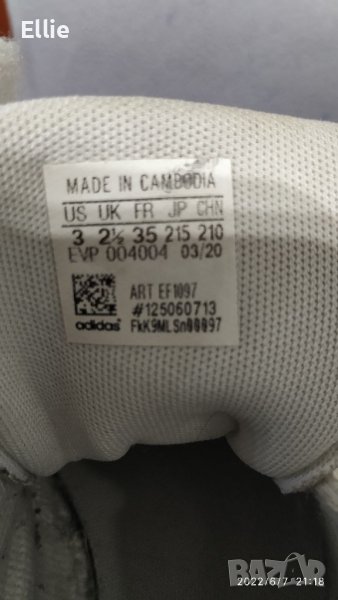 Ellie
MADE IN CAMBODIA
US UK FR JP CHN
3 2½ 35 215 210
EVP 004004 03/20
ART EF1097
#125060713
adidas FkK9MLSn00097
2022/6/7 21:18
bazar